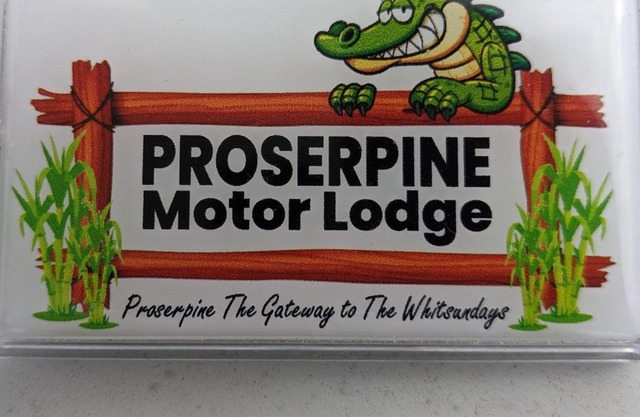 PROSERPINE
Motor Lodge
Proserpine The Gateway to The Whitsundays